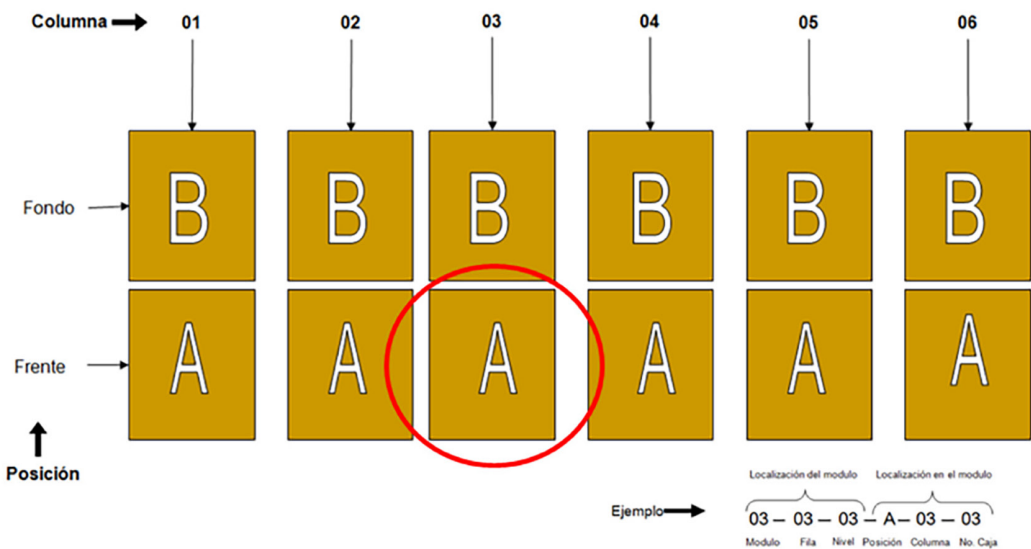 Columna 01 02 03 04 05 06
Fondo B B B B B B
Frente A A A A A A
Posición
Localización del modulo Localización en el modulo
Ejemplo 03 – 03 – 03 – A – 03 – 03
Modulo Fila Nivel Posición Columna No. Caja